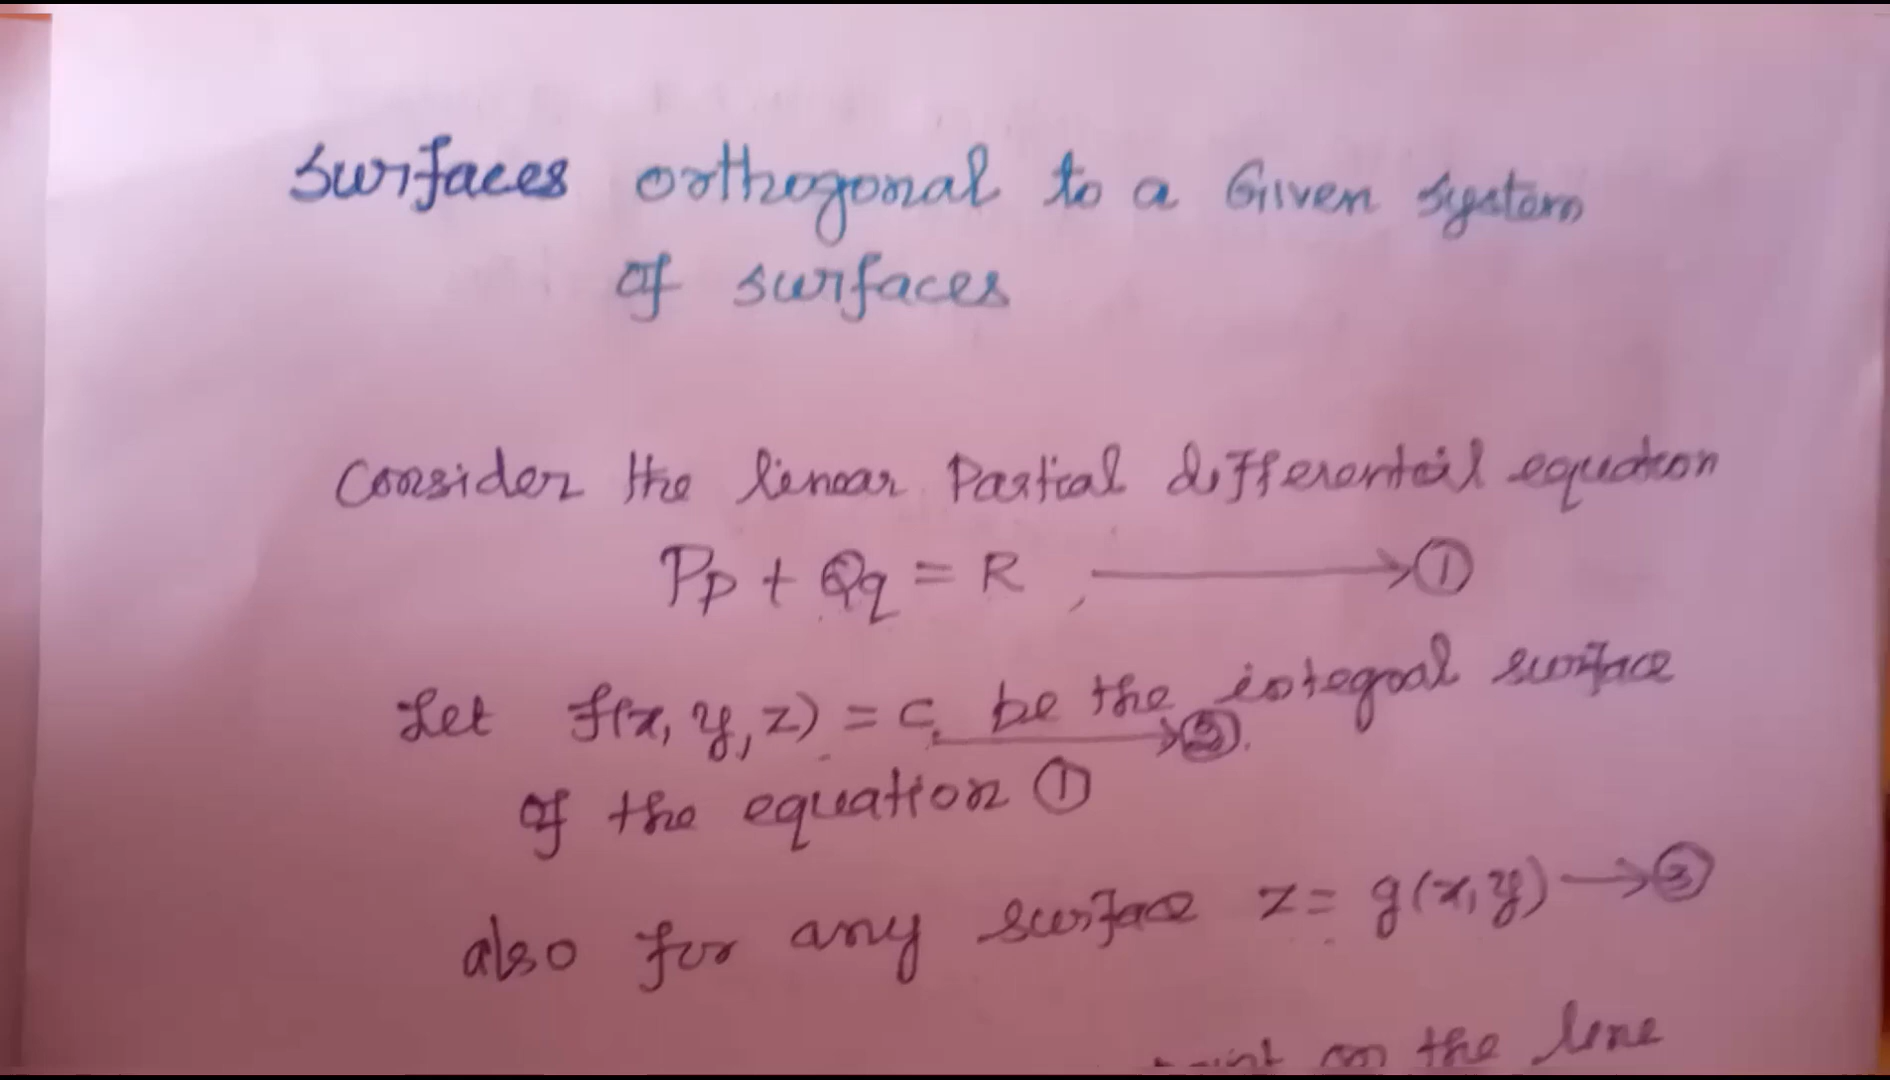 Surfaces orthogonal to a Given system
of surfaces
Consider the linear Partial differential equation
Pp + Qq = R, ⟶ ①
Let f(x, y, z) = c. be the integral surface
⟶ ②.
of the equation ①
also for any surface z = g(x, y) ⟶ ③
on the line